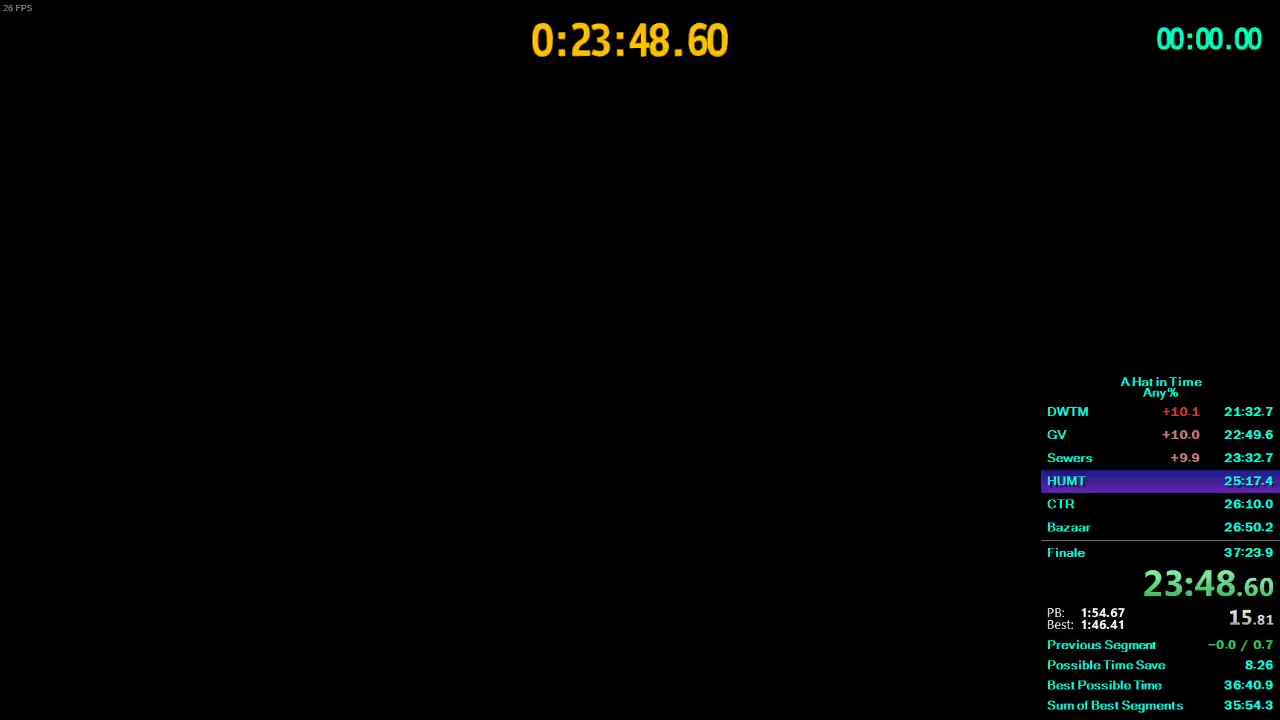 26 FPS
0:23:48.60
00:00.00
A Hat in Time
Any%
DWTM +10.1 21:32.7
GV +10.0 22:49.6
Sewers +9.9 23:32.7
HUMT 25:17.4
CTR 26:10.0
Bazaar 26:50.2
Finale 37:23.9
23:48.60
PB: 1:54.67
Best: 1:46.41
15.81
Previous Segment −0.0 / 0.7
Possible Time Save 8.26
Best Possible Time 36:40.9
Sum of Best Segments 35:54.3